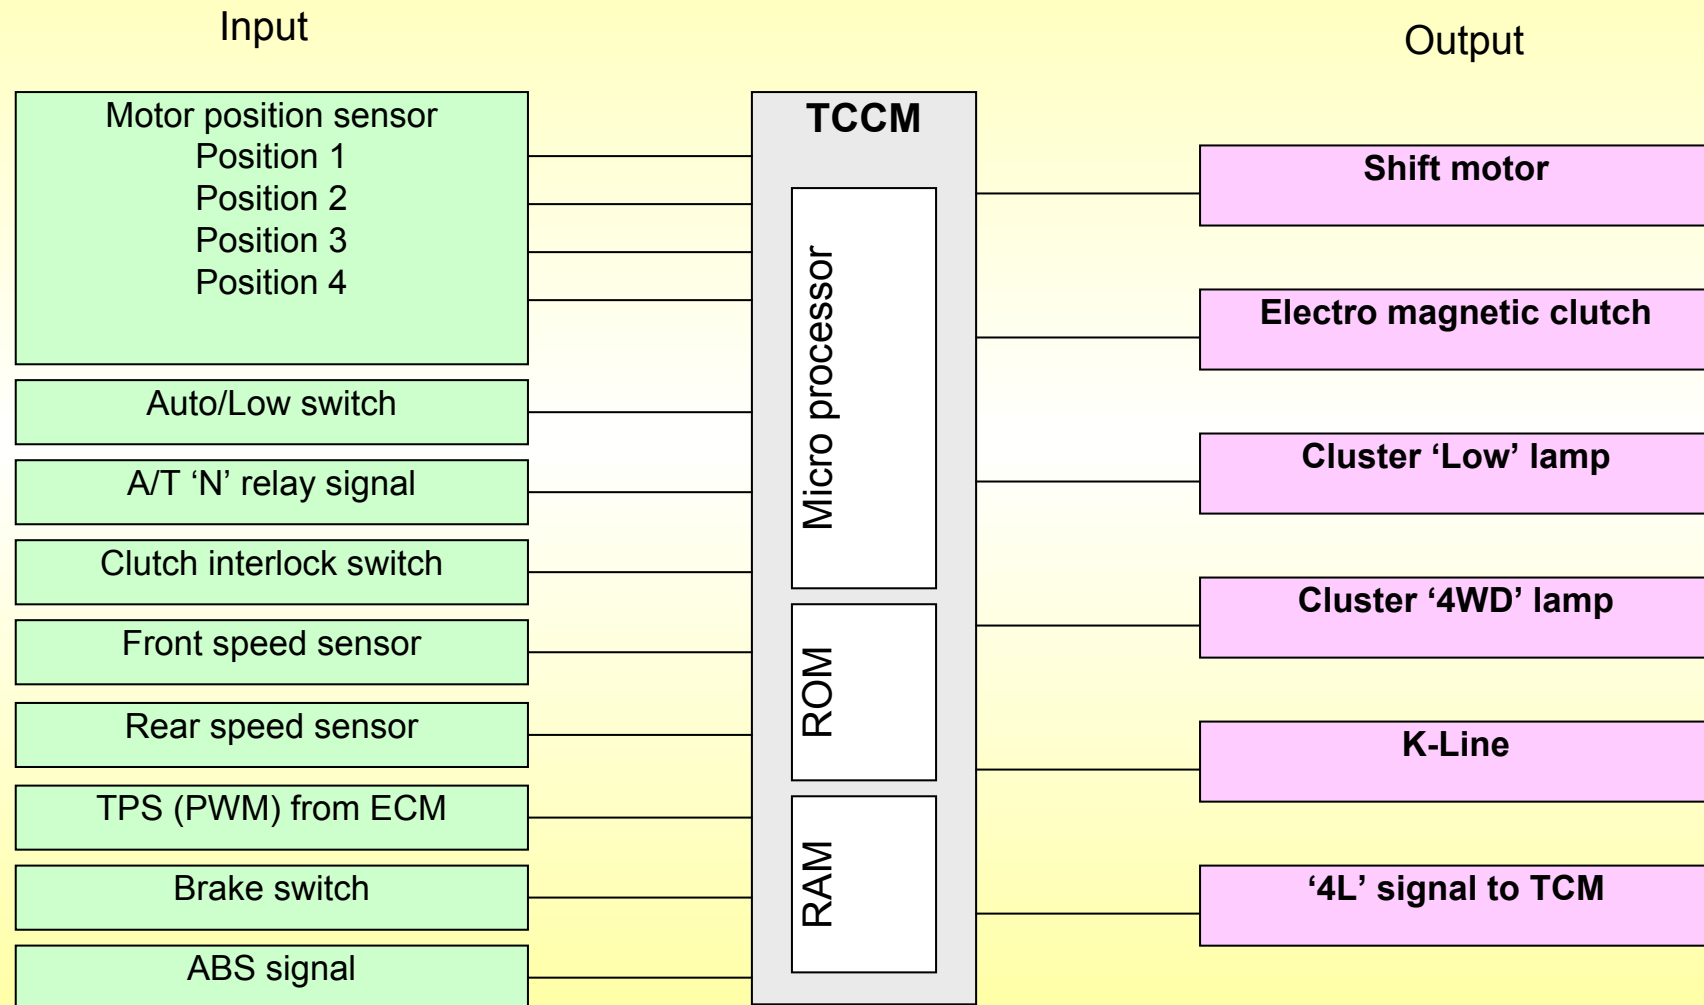 Input
Output
Motor position sensor
Position 1
Position 2
Position 3
Position 4
Auto/Low switch
A/T ‘N’ relay signal
Clutch interlock switch
Front speed sensor
Rear speed sensor
TPS (PWM) from ECM
Brake switch
ABS signal
TCCM
Micro processor
ROM
RAM
Shift motor
Electro magnetic clutch
Cluster ‘Low’ lamp
Cluster ‘4WD’ lamp
K-Line
‘4L’ signal to TCM